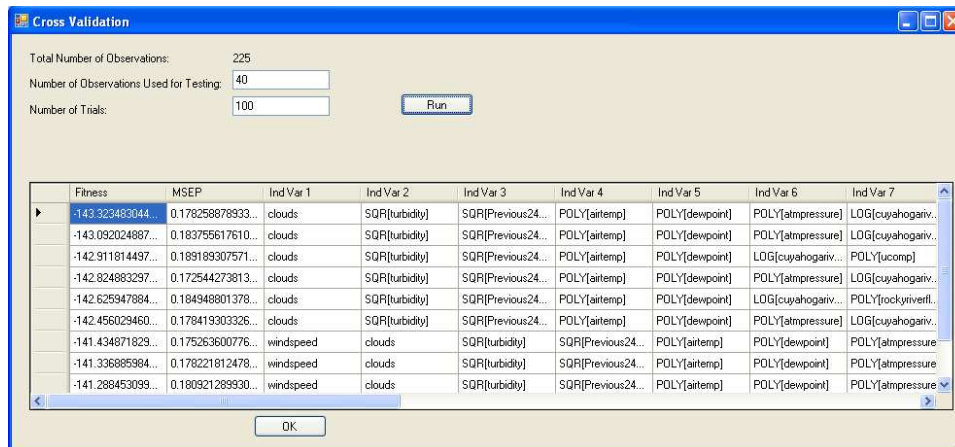 Cross Validation
Total Number of Observations: 225
Number of Observations Used for Testing: 40
Number of Trials: 100 Run
Fitness MSEP Ind Var 1 Ind Var 2 Ind Var 3 Ind Var 4 Ind Var 5 Ind Var 6 Ind Var 7
-143.323483044... 0.178258878933... clouds SQR[turbidity] SQR[Previous24... POLY[airtemp] POLY[dewpoint] POLY[atmpressure] LOG[cuyahogariv...
-143.092024887... 0.183755617610... clouds SQR[turbidity] SQR[Previous24... POLY[airtemp] POLY[dewpoint] POLY[atmpressure] LOG[cuyahogariv...
-142.911814497... 0.189189307571... clouds SQR[turbidity] SQR[Previous24... POLY[airtemp] POLY[dewpoint] LOG[cuyahogariv... POLY[ucomp]
-142.824883297... 0.172544273813... clouds SQR[turbidity] SQR[Previous24... POLY[airtemp] POLY[dewpoint] POLY[atmpressure] LOG[cuyahogariv...
-142.625947884... 0.184948801378... clouds SQR[turbidity] SQR[Previous24... POLY[airtemp] POLY[dewpoint] LOG[cuyahogariv... POLY[rockyriverfl...
-142.456029460... 0.178419303326... clouds SQR[turbidity] SQR[Previous24... POLY[airtemp] POLY[dewpoint] POLY[atmpressure] LOG[cuyahogariv...
-141.434871829... 0.175263600776... windspeed clouds SQR[turbidity] SQR[Previous24... POLY[airtemp] POLY[dewpoint] POLY[atmpressure
-141.336885984... 0.178221812478... windspeed clouds SQR[turbidity] SQR[Previous24... POLY[airtemp] POLY[dewpoint] POLY[atmpressure
-141.288453099... 0.180921289930... windspeed clouds SQR[turbidity] SQR[Previous24... POLY[airtemp] POLY[dewpoint] POLY[atmpressure
OK